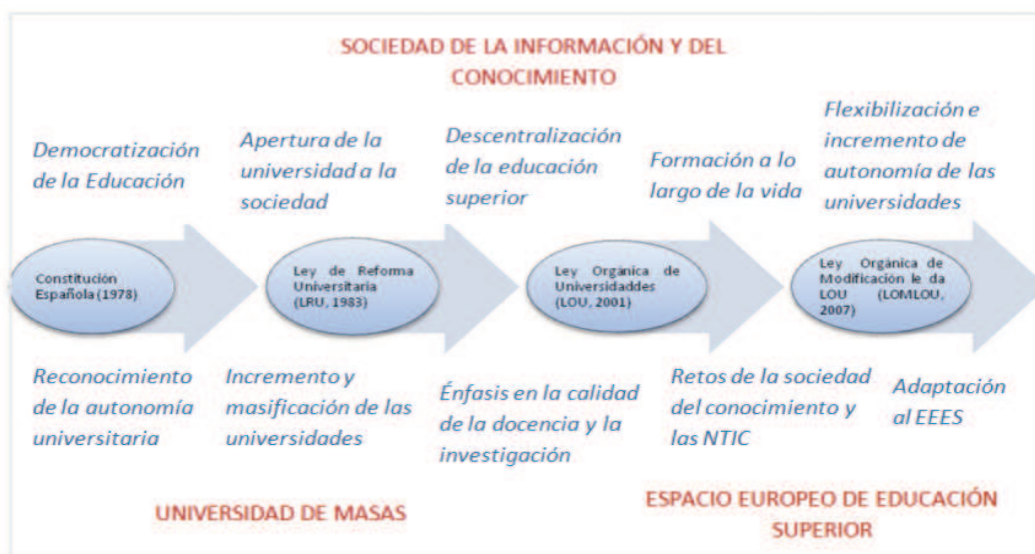 SOCIEDAD DE LA INFORMACIÓN Y DEL
CONOCIMIENTO
Democratización
de la Educación
Apertura de la
universidad a la
sociedad
Descentralización
de la educación
superior
Formación a lo
largo de la vida
Flexibilización e
incremento de
autonomía de las
universidades
Constitución
Española (1978)
Ley de Reforma
Universitaria
(LRU, 1983)
Ley Orgánica de
Universidaddes
(LOU, 2001)
Ley Orgánica de
Modificación le da
LOU (LOMLOU,
2007)
Reconocimiento
de la autonomía
universitaria
Incremento y
masificación de las
universidades
Énfasis en la calidad
de la docencia y la
investigación
Retos de la sociedad
del conocimiento y
las NTIC
Adaptación
al EEES
UNIVERSIDAD DE MASAS
ESPACIO EUROPEO DE EDUCACIÓN
SUPERIOR